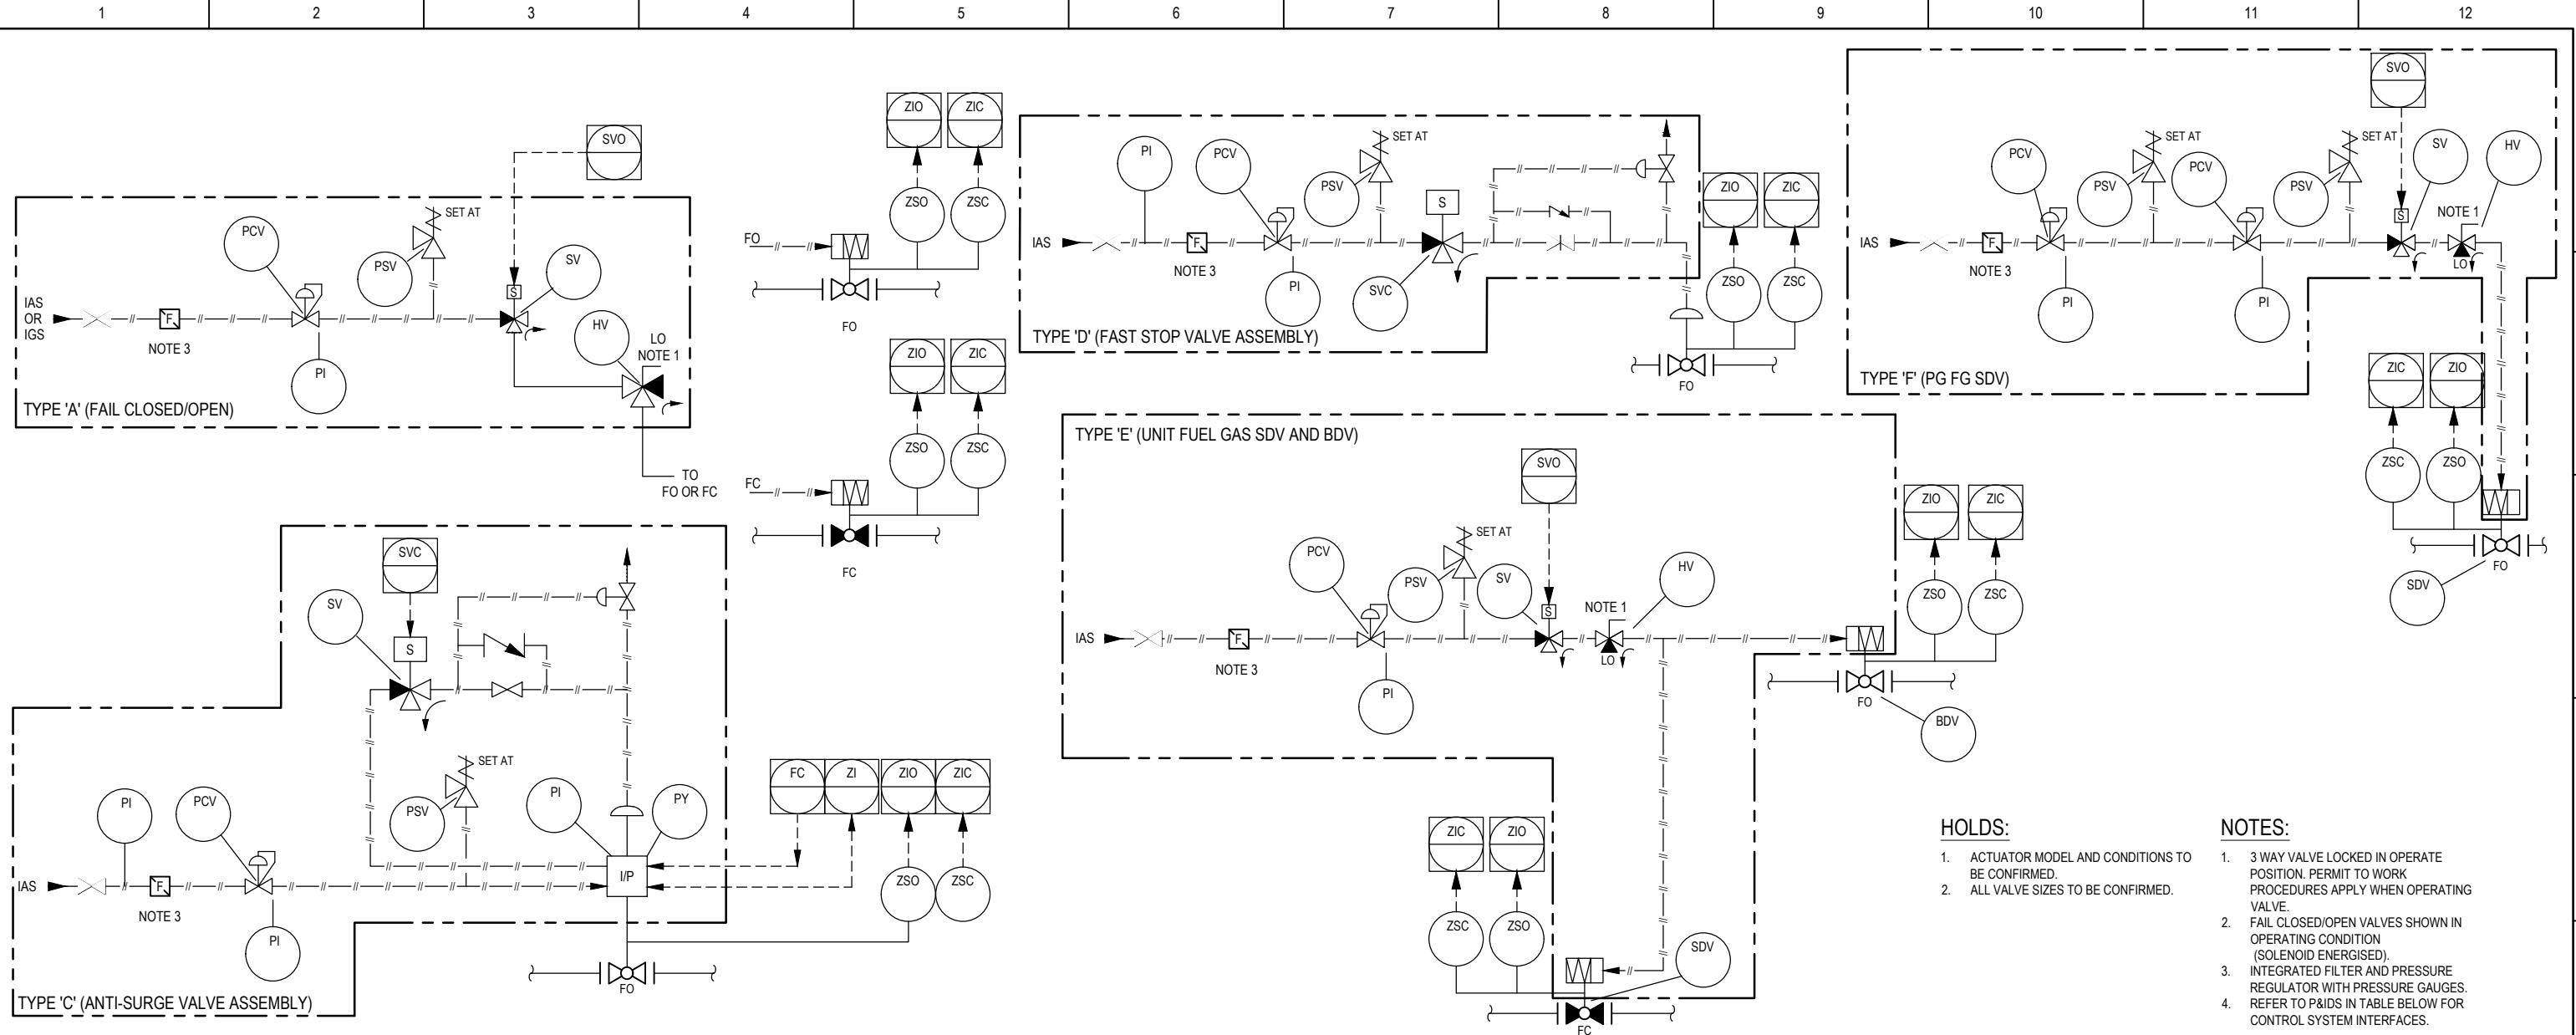 1 2 3 4 5 6 7 8 9 10 11 12
SVO
PCV
SET AT
PSV
SV
S
IAS
OR
IGS
F
NOTE 3
PI
HV
LO
NOTE 1
TYPE 'A' (FAIL CLOSED/OPEN)
TO
FO OR FC
ZIO ZIC
ZSO ZSC
FO
FO
ZIO ZIC
ZSO ZSC
FC
FC
PI
PCV
SET AT
PSV
S
IAS
F
NOTE 3
PI
SVC
TYPE 'D' (FAST STOP VALVE ASSEMBLY)
ZIO ZIC
ZSO ZSC
FO
SVO
PCV
SET AT
PSV
PCV
SET AT
PSV
SV
HV
NOTE 1
S
IAS
F
LO
NOTE 3
PI
PI
TYPE 'F' (PG FG SDV)
ZIC ZIO
ZSC ZSO
FO
SDV
SVC
SV
S
SET AT
PI
PCV
PSV
PI
PY
FC ZI ZIO ZIC
IAS
F
I/P
ZSO ZSC
NOTE 3
PI
FO
TYPE 'C' (ANTI-SURGE VALVE ASSEMBLY)
TYPE 'E' (UNIT FUEL GAS SDV AND BDV)
SVO
PCV
SET AT
PSV
SV
HV
NOTE 1
S
IAS
F
LO
NOTE 3
PI
ZIO ZIC
ZSO ZSC
FO
BDV
ZIC ZIO
ZSC ZSO
SDV
FC
HOLDS:
1. ACTUATOR MODEL AND CONDITIONS TO
BE CONFIRMED.
2. ALL VALVE SIZES TO BE CONFIRMED.
NOTES:
1. 3 WAY VALVE LOCKED IN OPERATE
POSITION. PERMIT TO WORK
PROCEDURES APPLY WHEN OPERATING
VALVE.
2. FAIL CLOSED/OPEN VALVES SHOWN IN
OPERATING CONDITION
(SOLENOID ENERGISED).
3. INTEGRATED FILTER AND PRESSURE
REGULATOR WITH PRESSURE GAUGES.
4. REFER TO P&IDS IN TABLE BELOW FOR
CONTROL SYSTEM INTERFACES.